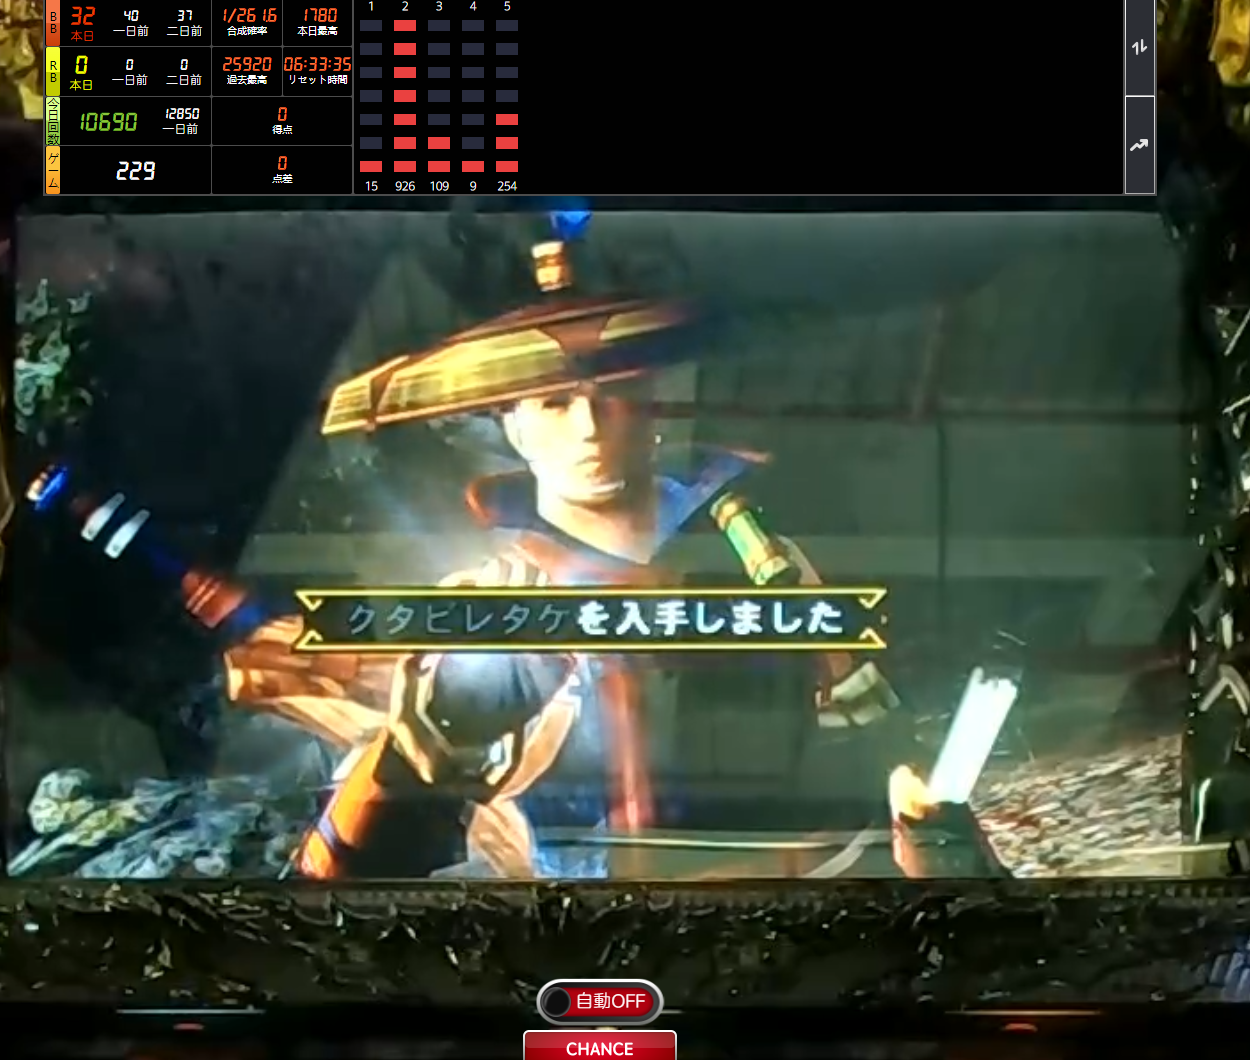 BB 32 本日 40 一日前 37 二日前 1/261.6 合成確率 1780 本日最高
RB 0 本日 0 一日前 0 二日前 25920 過去最高 06:33:35 リセット時間
今日回数 10690 12850 一日前 0 得点
ゲーム 229 0 点差
1 2 3 4 5
15 926 109 9 254
クタビレタケを入手しました
自動OFF
CHANCE